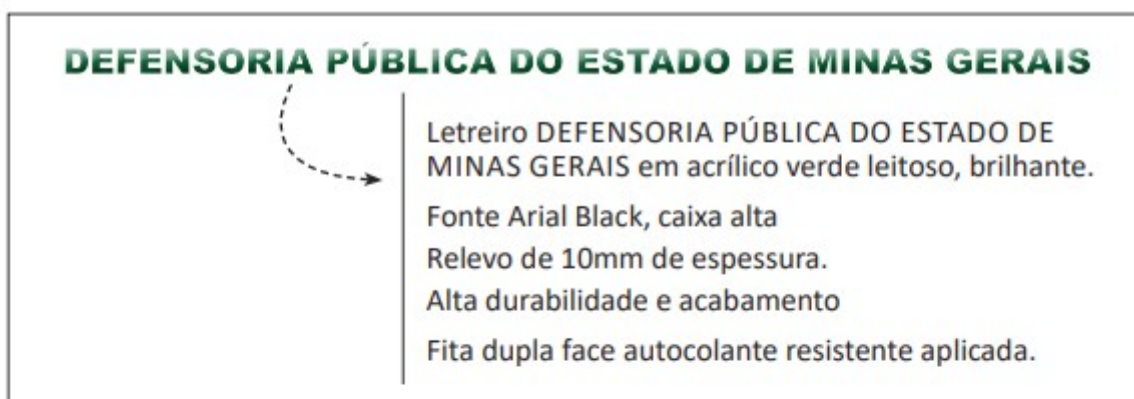 DEFENSORIA PÚBLICA DO ESTADO DE MINAS GERAIS
Letreiro DEFENSORIA PÚBLICA DO ESTADO DE
MINAS GERAIS em acrílico verde leitoso, brilhante.
Fonte Arial Black, caixa alta
Relevo de 10mm de espessura.
Alta durabilidade e acabamento
Fita dupla face autocolante resistente aplicada.